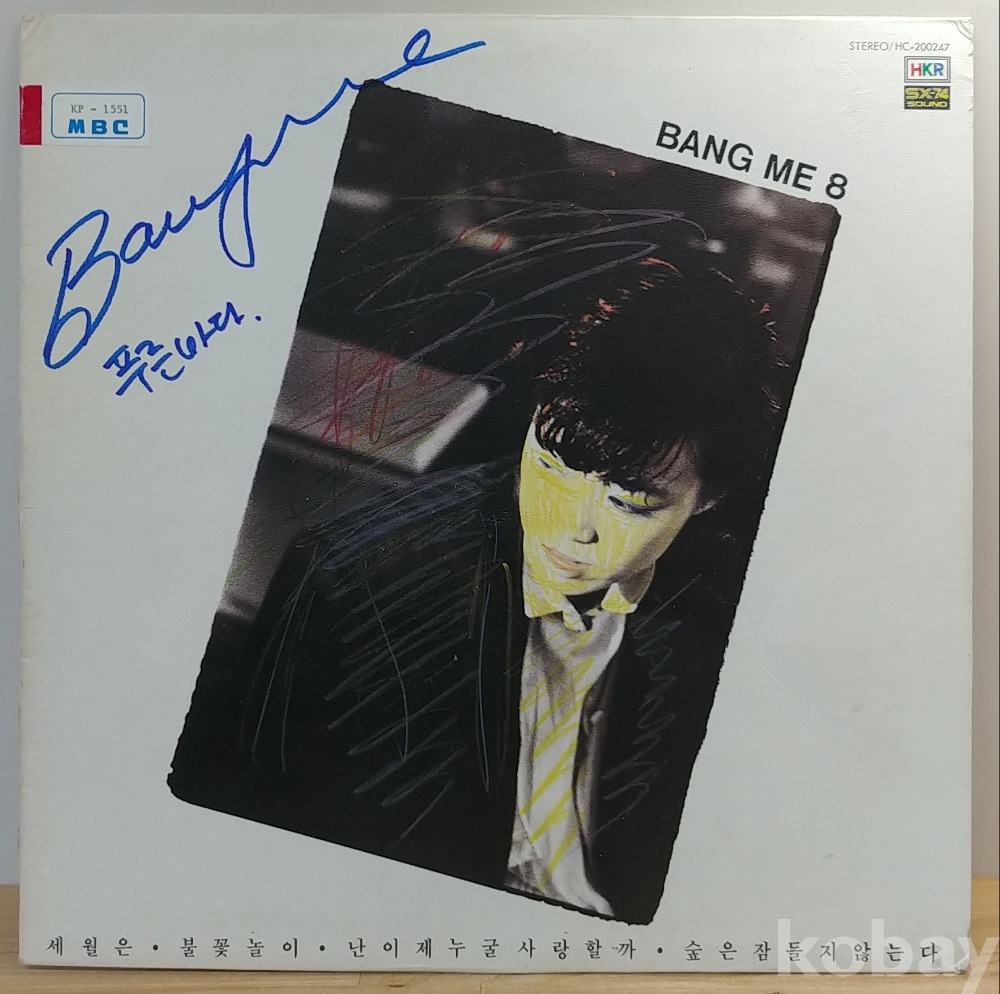 STEREO/HC-200247
HKR
SX-74
SOUND
KP - 1551
MBC
Bangme
푸른바다.
BANG ME 8
세월은 • 불꽃놀이 • 난이제누굴사랑할까 • 숲은잠들지않는다
kobay